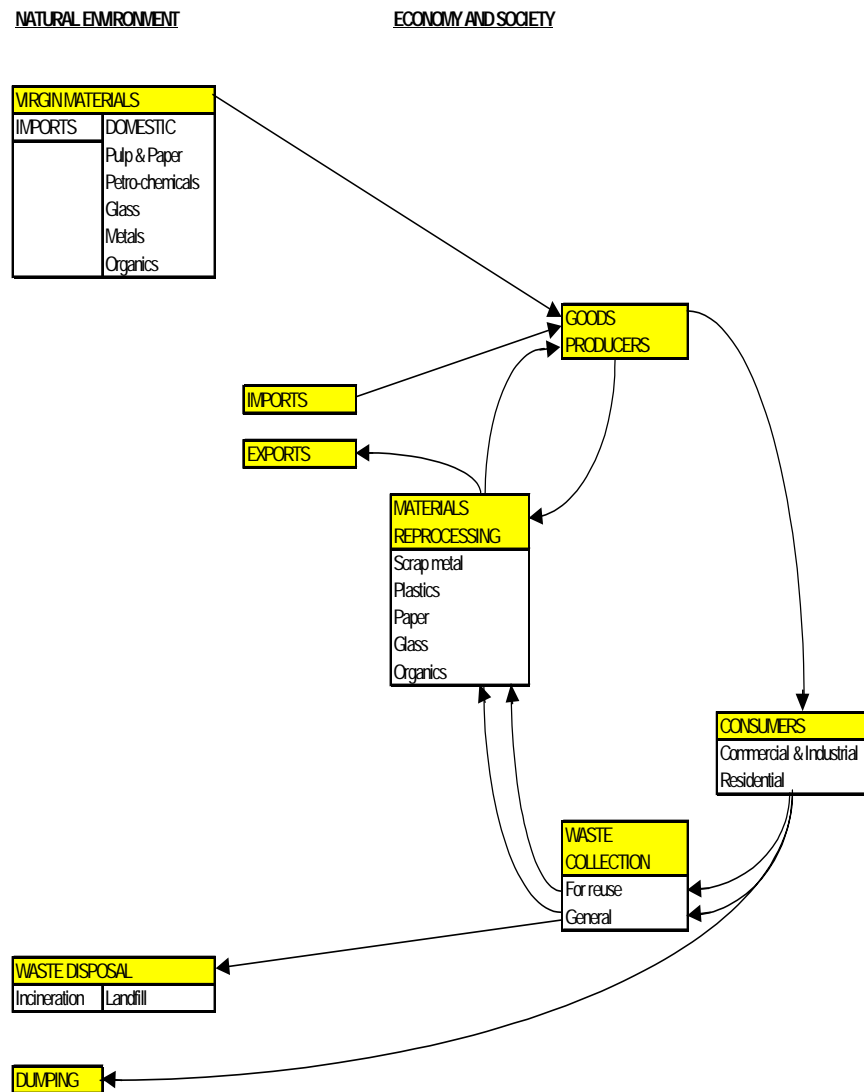 NATURAL ENVIRONMENT
ECONOMY AND SOCIETY
VIRGIN MATERIALS
IMPORTS
DOMESTIC
Pulp & Paper
Petro-chemicals
Glass
Metals
Organics
GOODS
PRODUCERS
IMPORTS
EXPORTS
MATERIALS
REPROCESSING
Scrap metal
Plastics
Paper
Glass
Organics
CONSUMERS
Commercial & Industrial
Residential
WASTE
COLLECTION
For reuse
General
WASTE DISPOSAL
Incineration
Landfill
DUMPING